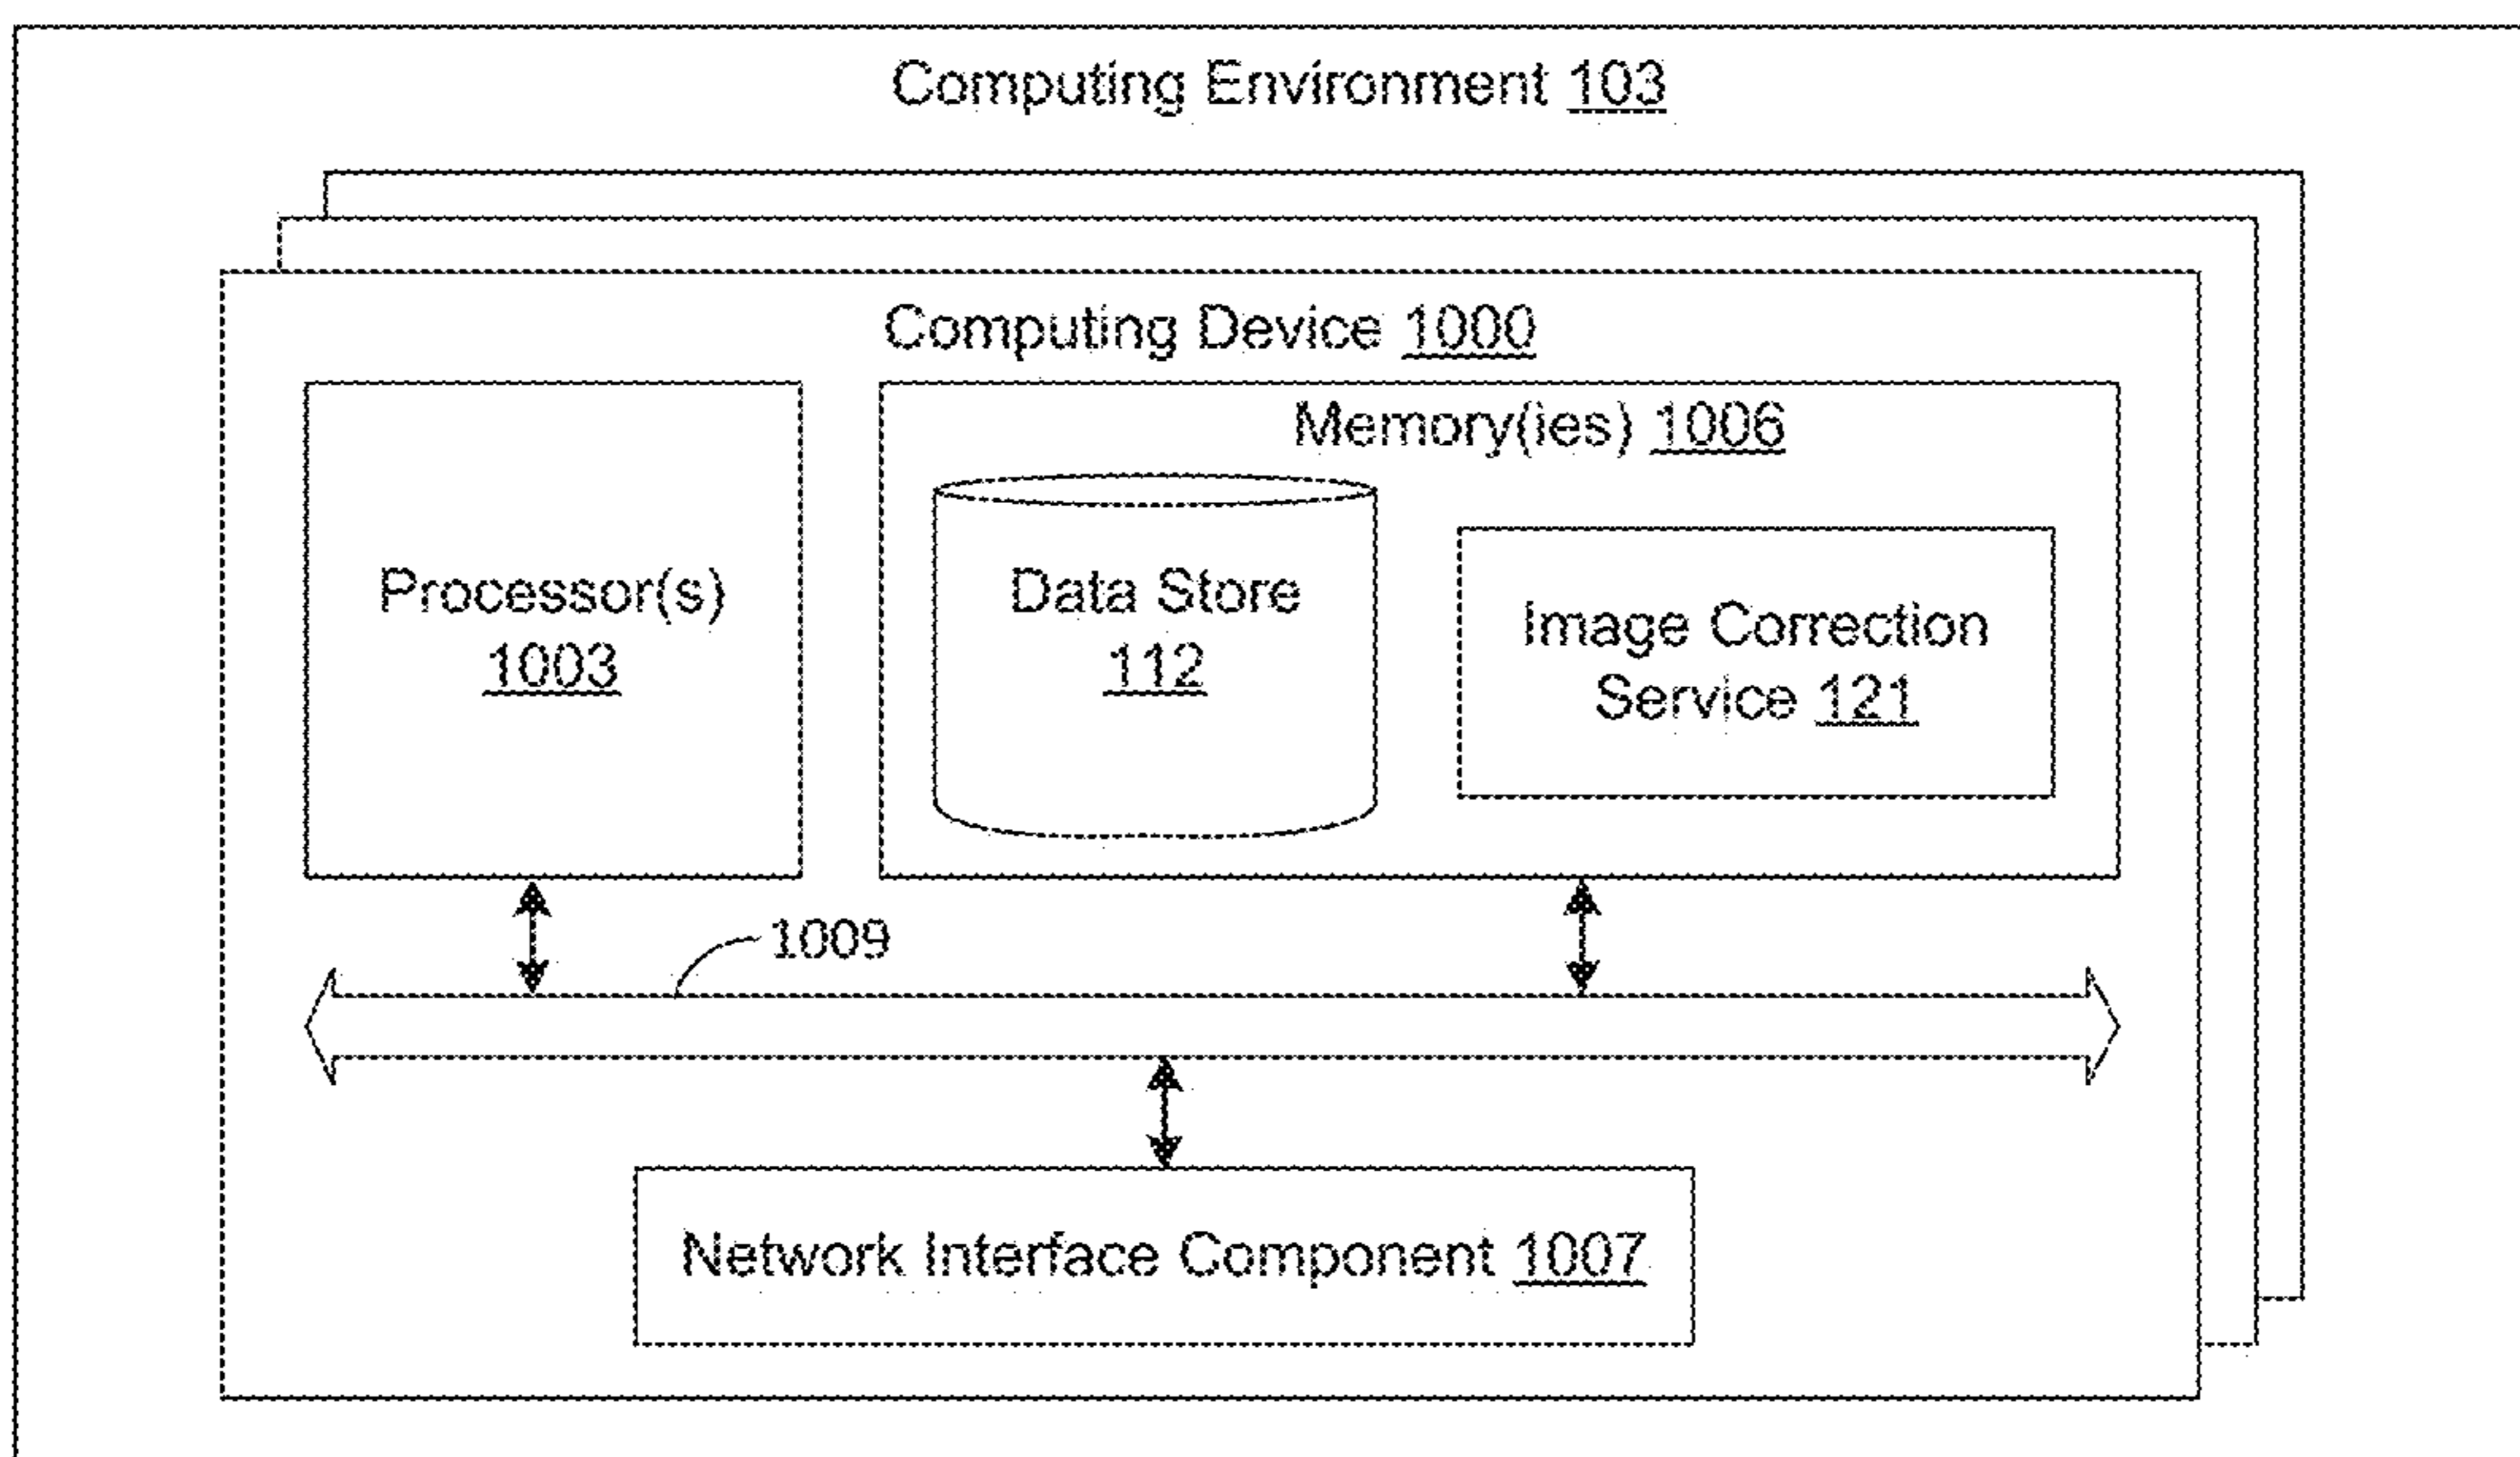 Computing Environment 103
Computing Device 1000
Memory(ies) 1006
Processor(s)
1003
Data Store
112
Image Correction
Service 121
1009
Network Interface Component 1007